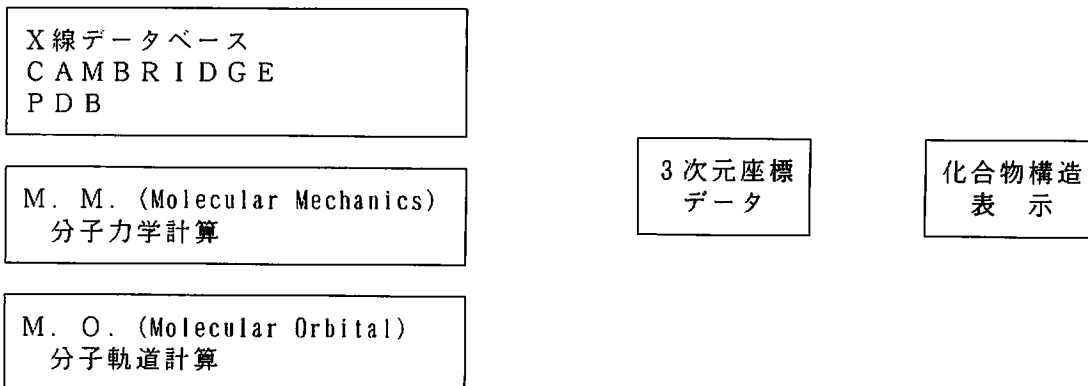 X線データベース
CAMBRIDGE
PDB
M. M. (Molecular Mechanics)
分子力学計算
M. O. (Molecular Orbital)
分子軌道計算
3次元座標
データ
化合物構造
表 示